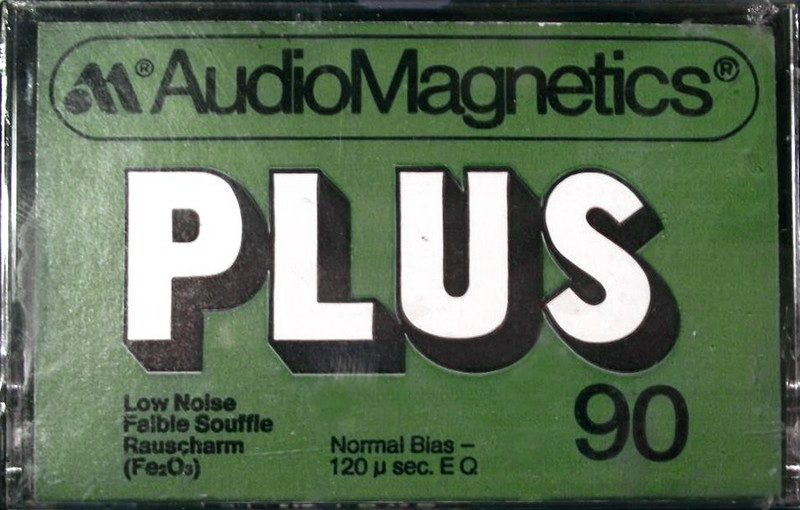 ® AudioMagnetics®
PLUS
Low Noise
Faible Souffle
Rauscharm
(Fe₂O₃)
Normal Bias –
120 µ sec. E Q
90